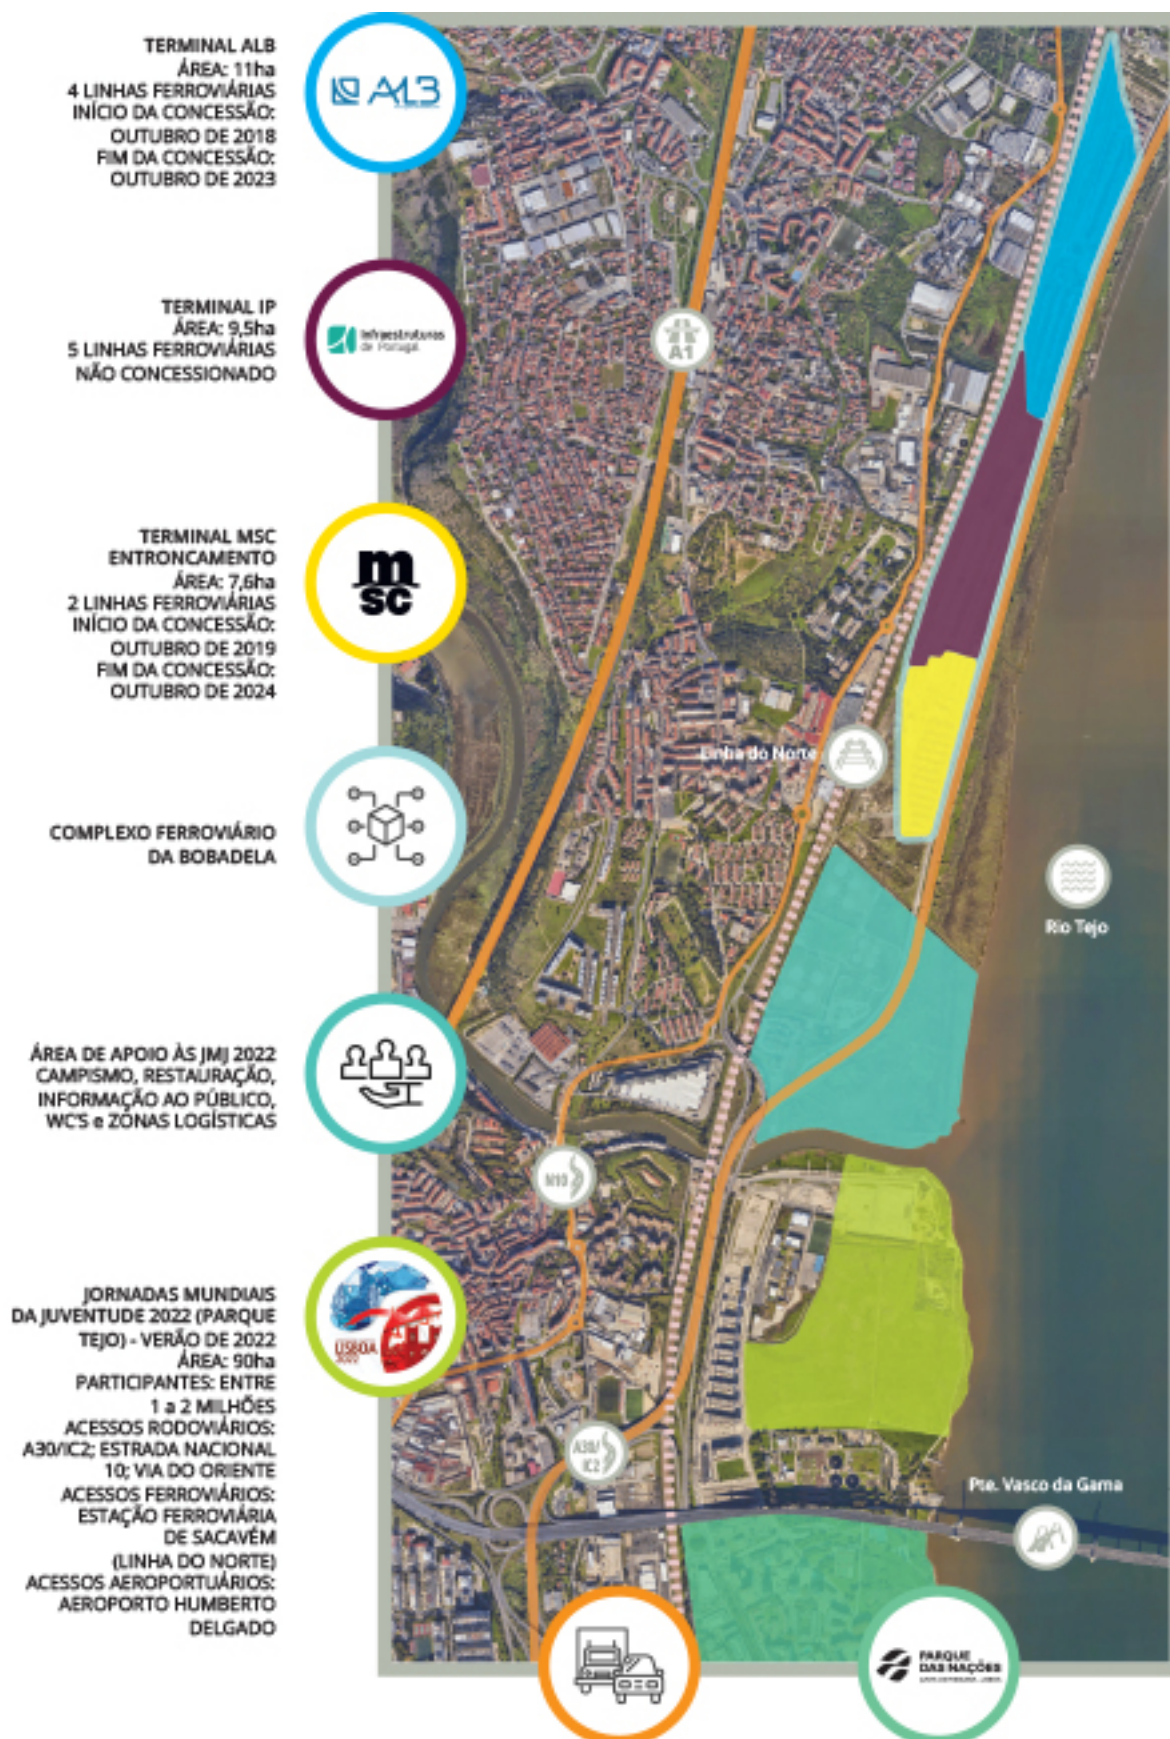 TERMINAL ALB
ÁREA: 11ha
4 LINHAS FERROVIÁRIAS
INÍCIO DA CONCESSÃO:
OUTUBRO DE 2018
FIM DA CONCESSÃO:
OUTUBRO DE 2023
TERMINAL IP
ÁREA: 9,5ha
5 LINHAS FERROVIÁRIAS
NÃO CONCESSIONADO
Infraestruturas
de Portugal
A1
TERMINAL MSC
ENTRONCAMENTO
ÁREA: 7,6ha
2 LINHAS FERROVIÁRIAS
INÍCIO DA CONCESSÃO:
OUTUBRO DE 2019
FIM DA CONCESSÃO:
OUTUBRO DE 2024
m
sc
Linha do Norte
COMPLEXO FERROVIÁRIO
DA BOBADELA
Rio Tejo
ÁREA DE APOIO ÀS JMJ 2022
CAMPISMO, RESTAURAÇÃO,
INFORMAÇÃO AO PÚBLICO,
WC'S e ZONAS LOGÍSTICAS
N10
JORNADAS MUNDIAIS
DA JUVENTUDE 2022 (PARQUE
TEJO) - VERÃO DE 2022
ÁREA: 90ha
PARTICIPANTES: ENTRE
1 a 2 MILHÕES
ACESSOS RODOVIÁRIOS:
A30/IC2; ESTRADA NACIONAL
10; VIA DO ORIENTE
ACESSOS FERROVIÁRIOS:
ESTAÇÃO FERROVIÁRIA
DE SACAVÉM
(LINHA DO NORTE)
ACESSOS AEROPORTUÁRIOS:
AEROPORTO HUMBERTO
DELGADO
LISBOA
2022
A30/
IC2
Pte. Vasco da Gama
PARQUE
DAS NAÇÕES